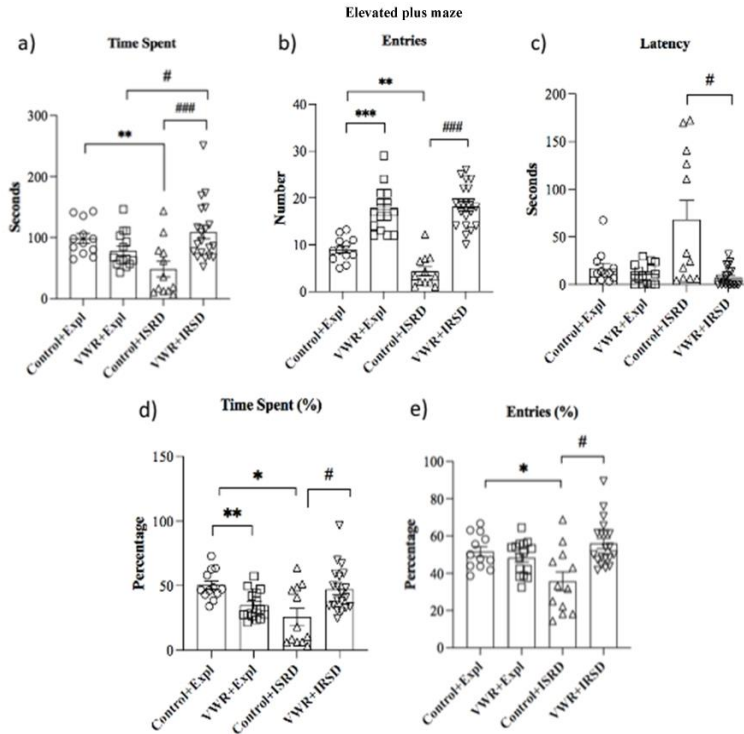 Elevated plus maze
a)
Time Spent
Seconds
300
200
100
0
**
#
###
Control+Expl
VWR+Expl
Control+ISRD
VWR+IRSD
b)
Entries
Number
40
30
20
10
0
***
**
###
Control+Expl
VWR+Expl
Control+ISRD
VWR+IRSD
c)
Latency
Seconds
200
150
100
50
0
#
Control+Expl
VWR+Expl
Control+ISRD
VWR+IRSD
d)
Time Spent (%)
Percentage
150
100
50
0
**
*
#
Control+Expl
VWR+Expl
Control+ISRD
VWR+IRSD
e)
Entries (%)
Percentage
100
80
60
40
20
0
*
#
Control+Expl
VWR+Expl
Control+ISRD
VWR+IRSD